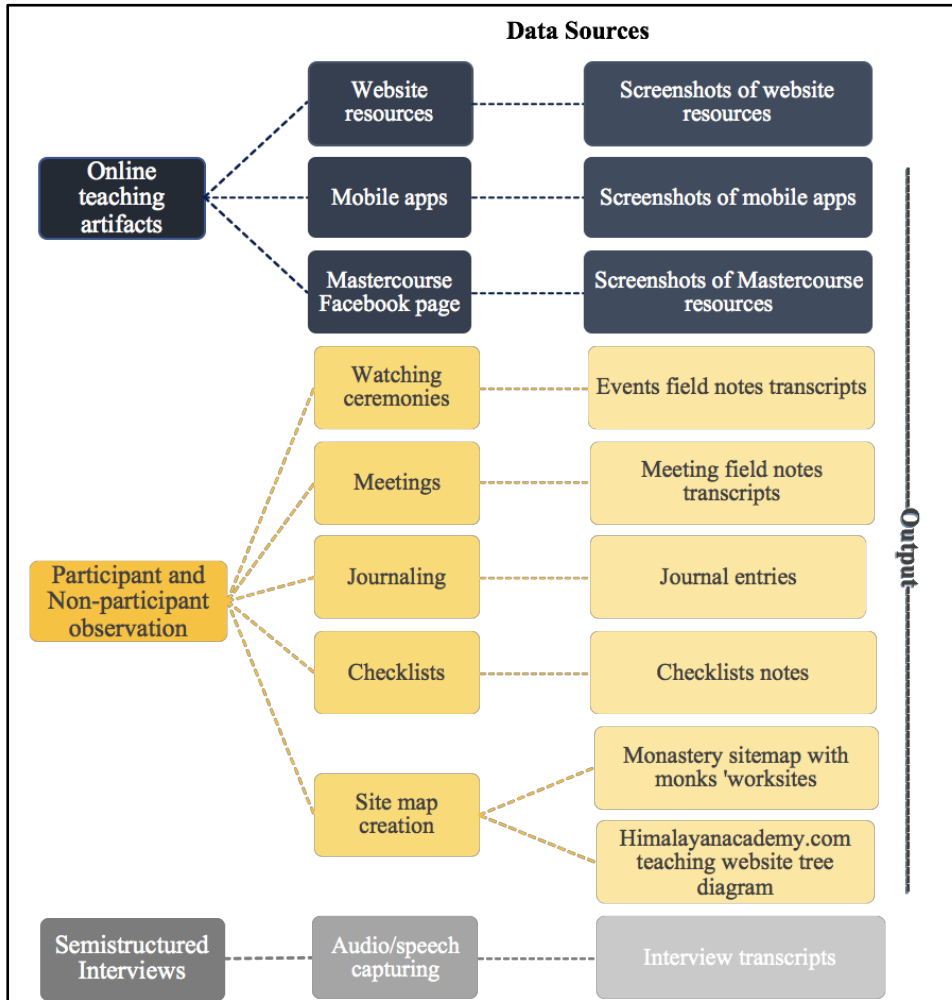 Data Sources
Website
resources
Screenshots of website
resources
Online
teaching
artifacts
Mobile apps
Screenshots of mobile apps
Mastercourse
Facebook page
Screenshots of Mastercourse
resources
Watching
ceremonies
Events field notes transcripts
Meetings
Meeting field notes
transcripts
Output
Participant and
Non-participant
observation
Journaling
Journal entries
Checklists
Checklists notes
Site map
creation
Monastery sitemap with
monks 'worksites
Himalayanacademy.com
teaching website tree
diagram
Semistructured
Interviews
Audio/speech
capturing
Interview transcripts